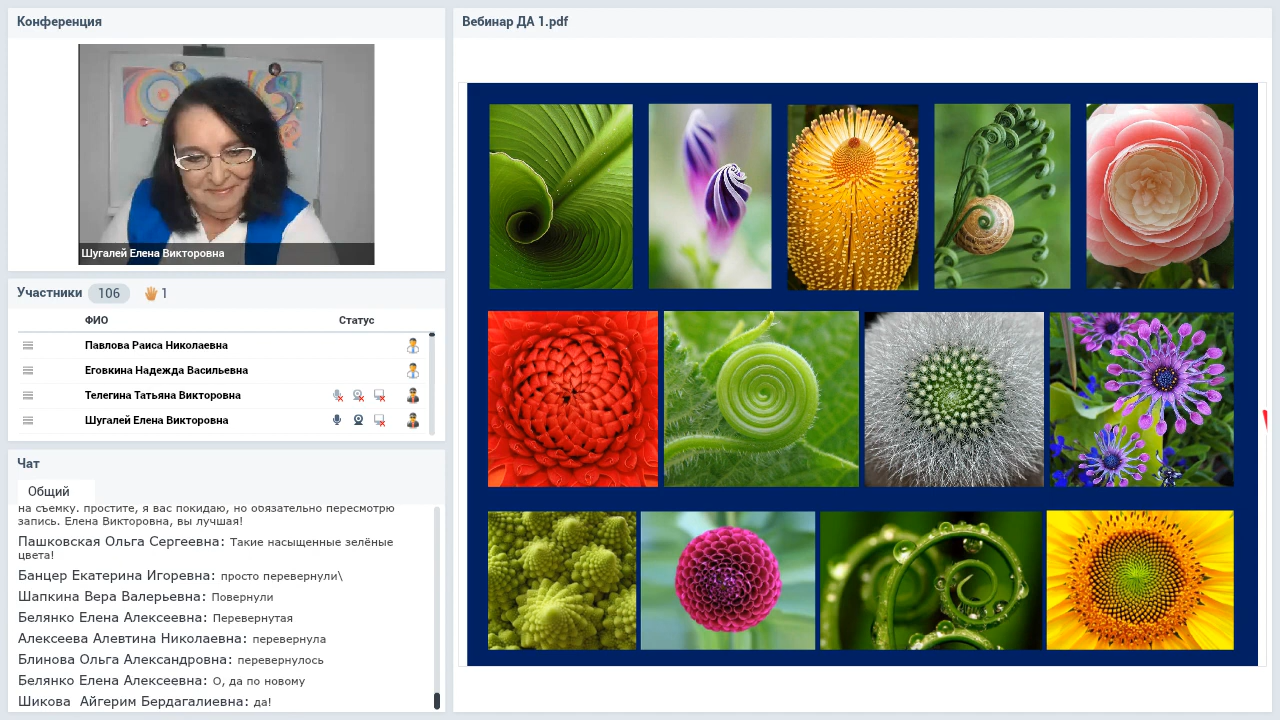 Конференция
Шугалей Елена Викторовна
Участники 106 1
ФИО Статус
Павлова Раиса Николаевна
Еговкина Надежда Васильевна
Телегина Татьяна Викторовна
Шугалей Елена Викторовна
Чат
Общий
на съемку. простите, я вас покидаю, но обязательно пересмотрю
запись. Елена Викторовна, вы лучшая!
Пашковская Ольга Сергеевна: Такие насыщенные зелёные
цвета!
Банцер Екатерина Игоревна: просто перевернули\
Шапкина Вера Валерьевна: Повернули
Белянко Елена Алексеевна: Перевернутая
Алексеева Алевтина Николаевна: перевернула
Блинова Ольга Александровна: перевернулось
Белянко Елена Алексеевна: О, да по новому
Шикова Айгерим Бердагалиевна: да!
Вебинар ДА 1.pdf